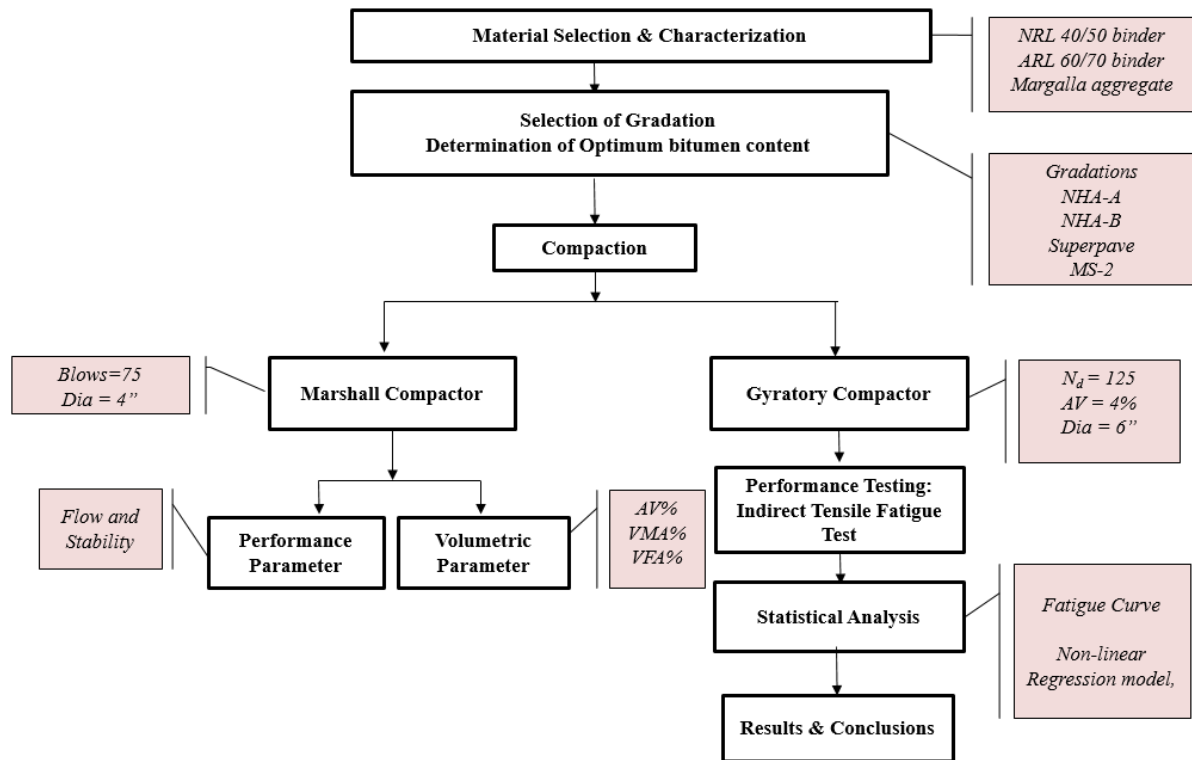 Material Selection & Characterization
NRL 40/50 binder
ARL 60/70 binder
Margalla aggregate
Selection of Gradation
Determination of Optimum bitumen content
Gradations
NHA-A
NHA-B
Superpave
MS-2
Compaction
Blows=75
Dia = 4”
Marshall Compactor
Gyratory Compactor
Nd = 125
AV = 4%
Dia = 6”
Flow and
Stability
Performance
Parameter
Volumetric
Parameter
AV%
VMA%
VFA%
Performance Testing:
Indirect Tensile Fatigue
Test
Statistical Analysis
Fatigue Curve
Non-linear
Regression model,
Results & Conclusions